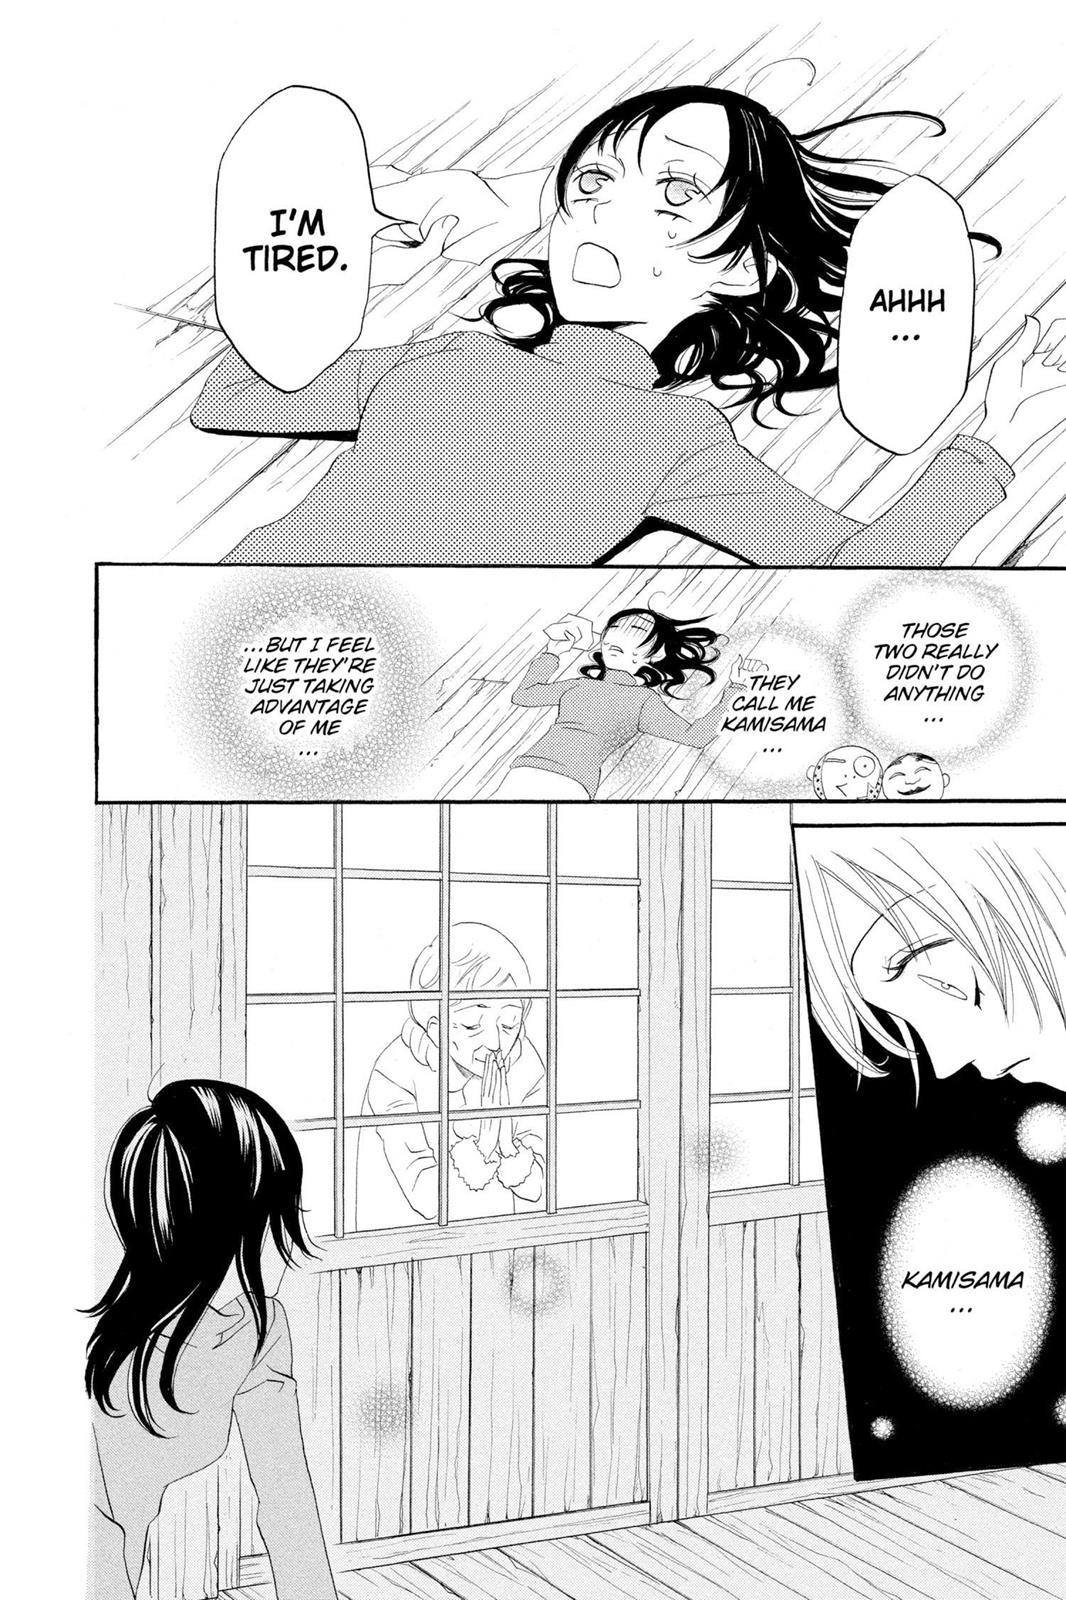 AHHH
...
I'M
TIRED.
THOSE
TWO REALLY
DIDN'T DO
ANYTHING
...
THEY
CALL ME
KAMISAMA
...
...BUT I FEEL
LIKE THEY'RE
JUST TAKING
ADVANTAGE
OF ME
...
KAMISAMA
...